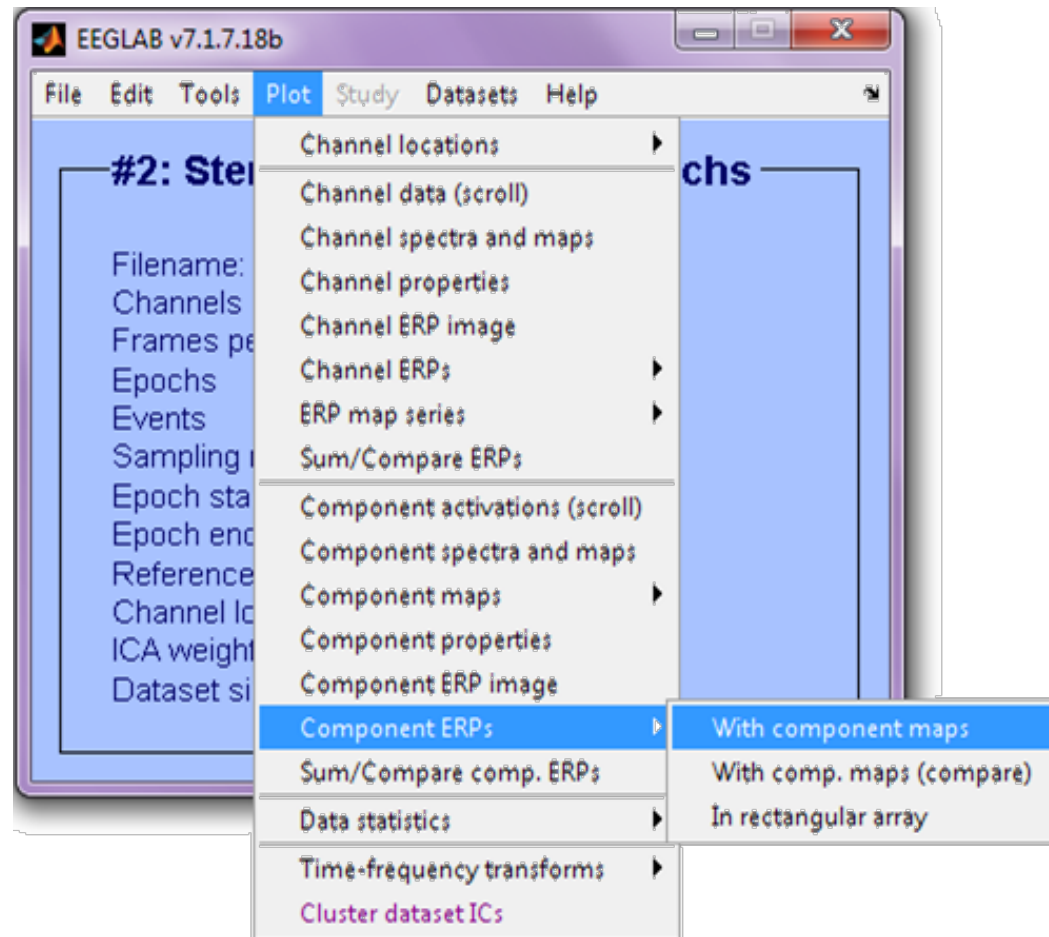 EEGLAB v7.1.7.18b
File Edit Tools Plot Study Datasets Help
#2: Ster
chs
Filename:
Channels
Frames pe
Epochs
Events
Sampling r
Epoch sta
Epoch end
Reference
Channel lo
ICA weight
Dataset si
Channel locations
Channel data (scroll)
Channel spectra and maps
Channel properties
Channel ERP image
Channel ERPs
ERP map series
Sum/Compare ERPs
Component activations (scroll)
Component spectra and maps
Component maps
Component properties
Component ERP image
Component ERPs
Sum/Compare comp. ERPs
Data statistics
Time-frequency transforms
Cluster dataset ICs
With component maps
With comp. maps (compare)
In rectangular array